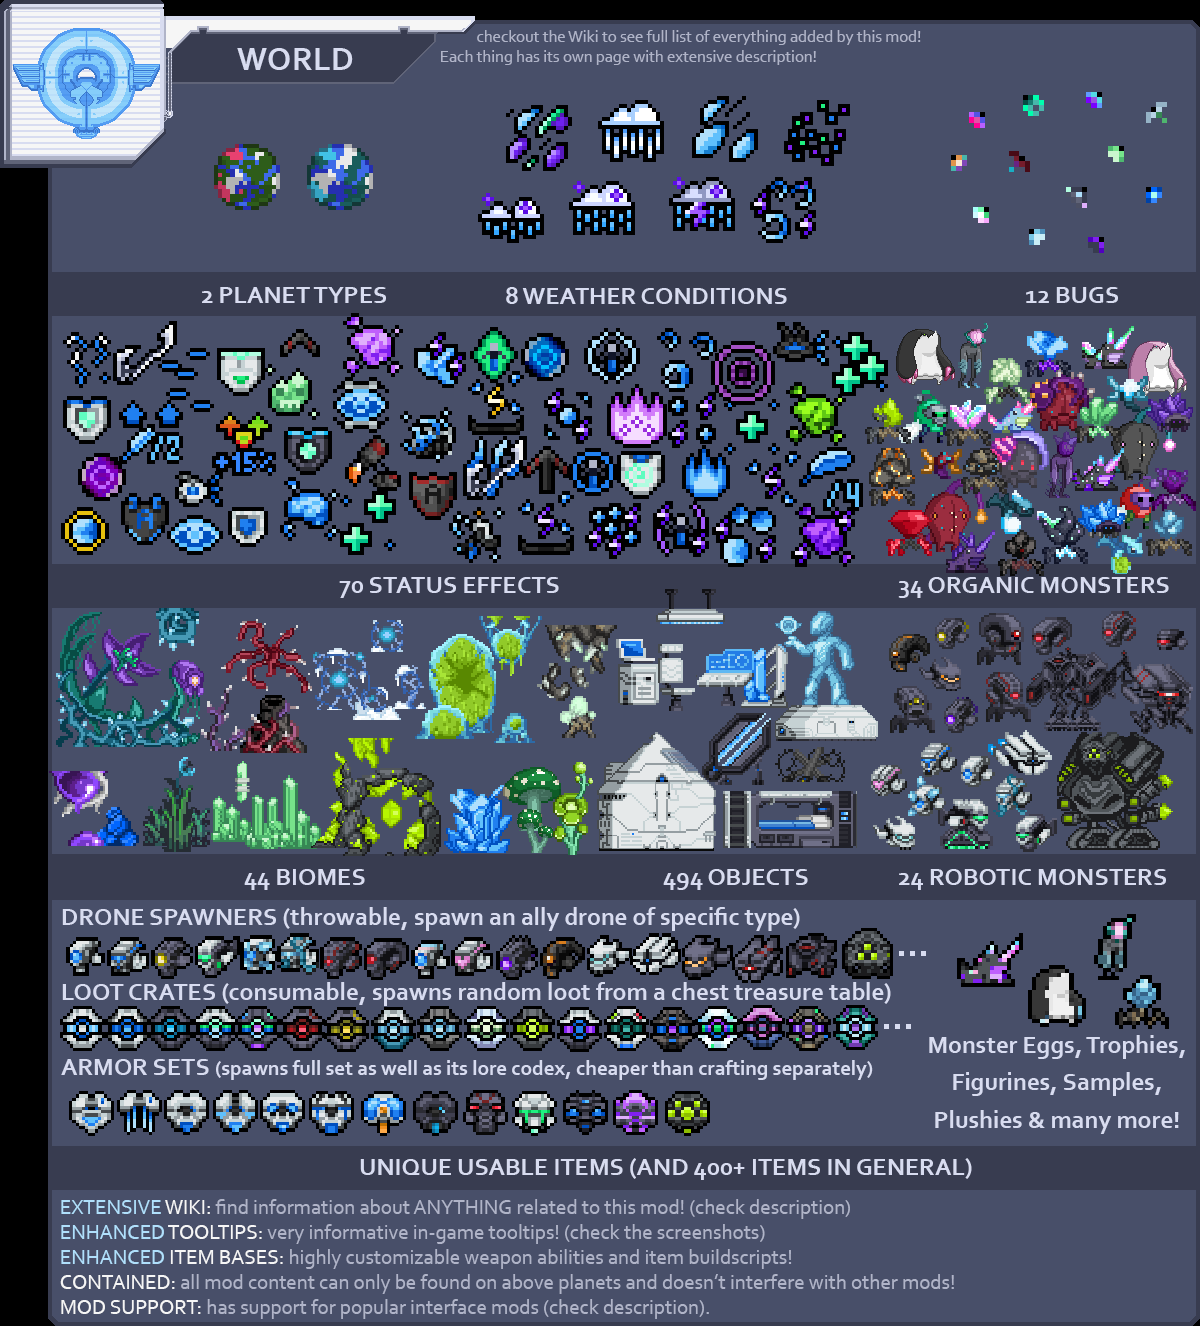 WORLD
checkout the Wiki to see full list of everything added by this mod!
Each thing has its own page with extensive description!
2 PLANET TYPES
8 WEATHER CONDITIONS
12 BUGS
1/2
+15%
1/4
70 STATUS EFFECTS
34 ORGANIC MONSTERS
44 BIOMES
494 OBJECTS
24 ROBOTIC MONSTERS
DRONE SPAWNERS (throwable, spawn an ally drone of specific type)
...
LOOT CRATES (consumable, spawns random loot from a chest treasure table)
...
ARMOR SETS (spawns full set as well as its lore codex, cheaper than crafting separately)
Monster Eggs, Trophies,
Figurines, Samples,
Plushies & many more!
UNIQUE USABLE ITEMS (AND 400+ ITEMS IN GENERAL)
EXTENSIVE WIKI: find information about ANYTHING related to this mod! (check description)
ENHANCED TOOLTIPS: very informative in-game tooltips! (check the screenshots)
ENHANCED ITEM BASES: highly customizable weapon abilities and item buildscripts!
CONTAINED: all mod content can only be found on above planets and doesn't interfere with other mods!
MOD SUPPORT: has support for popular interface mods (check description).